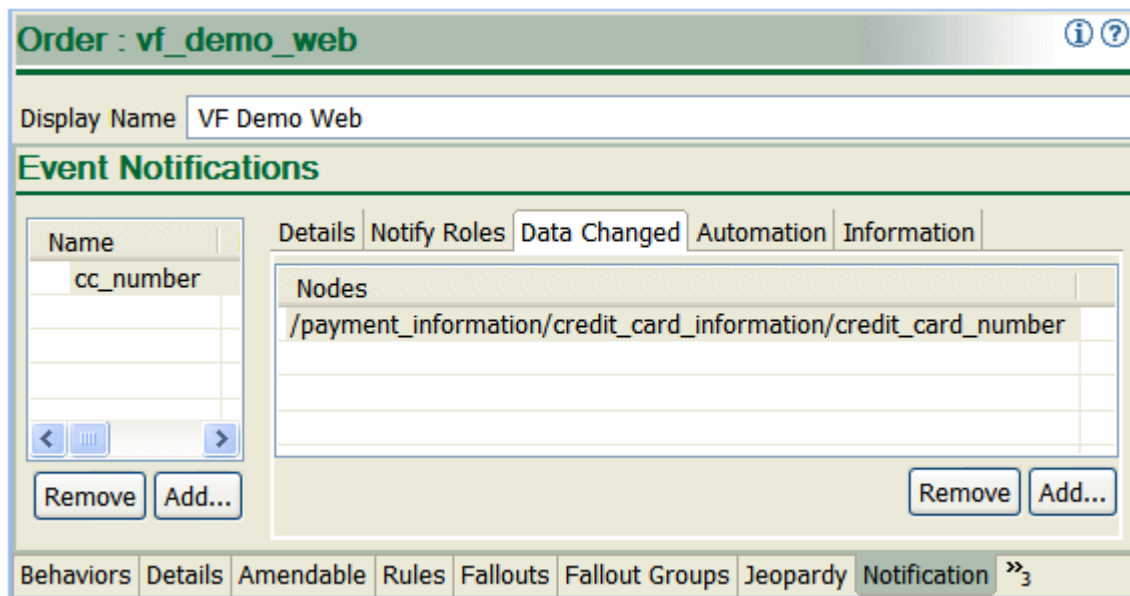 Order : vf_demo_web
Display Name VF Demo Web
Event Notifications
Details Notify Roles Data Changed Automation Information
Name
cc_number
Nodes
/payment_information/credit_card_information/credit_card_number
Remove Add...
Remove Add...
Behaviors Details Amendable Rules Fallouts Fallout Groups Jeopardy Notification »3